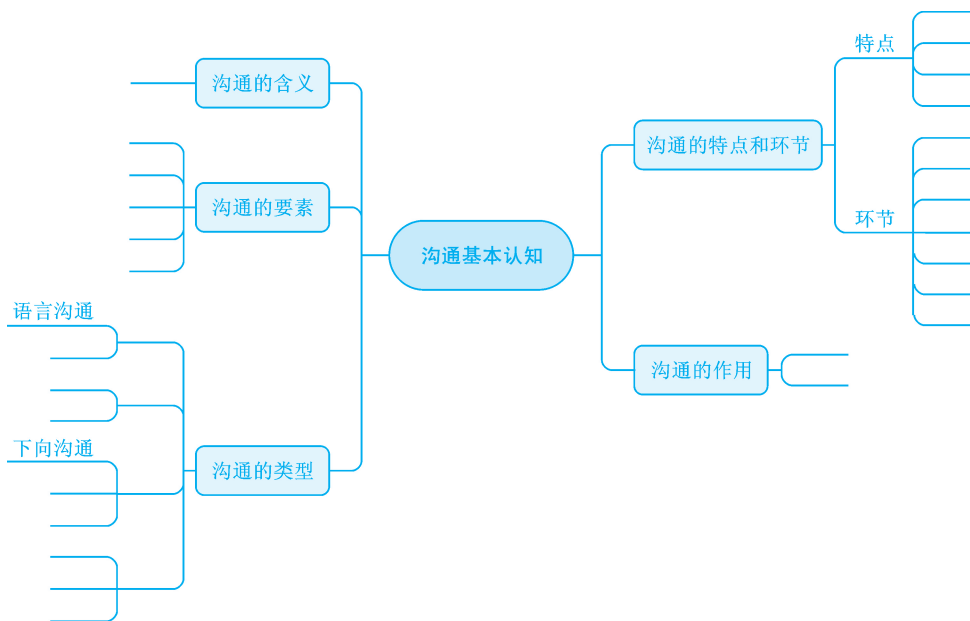 沟通基本认知
沟通的含义
沟通的要素
沟通的类型
语言沟通
下向沟通
沟通的特点和环节
特点
环节
沟通的作用